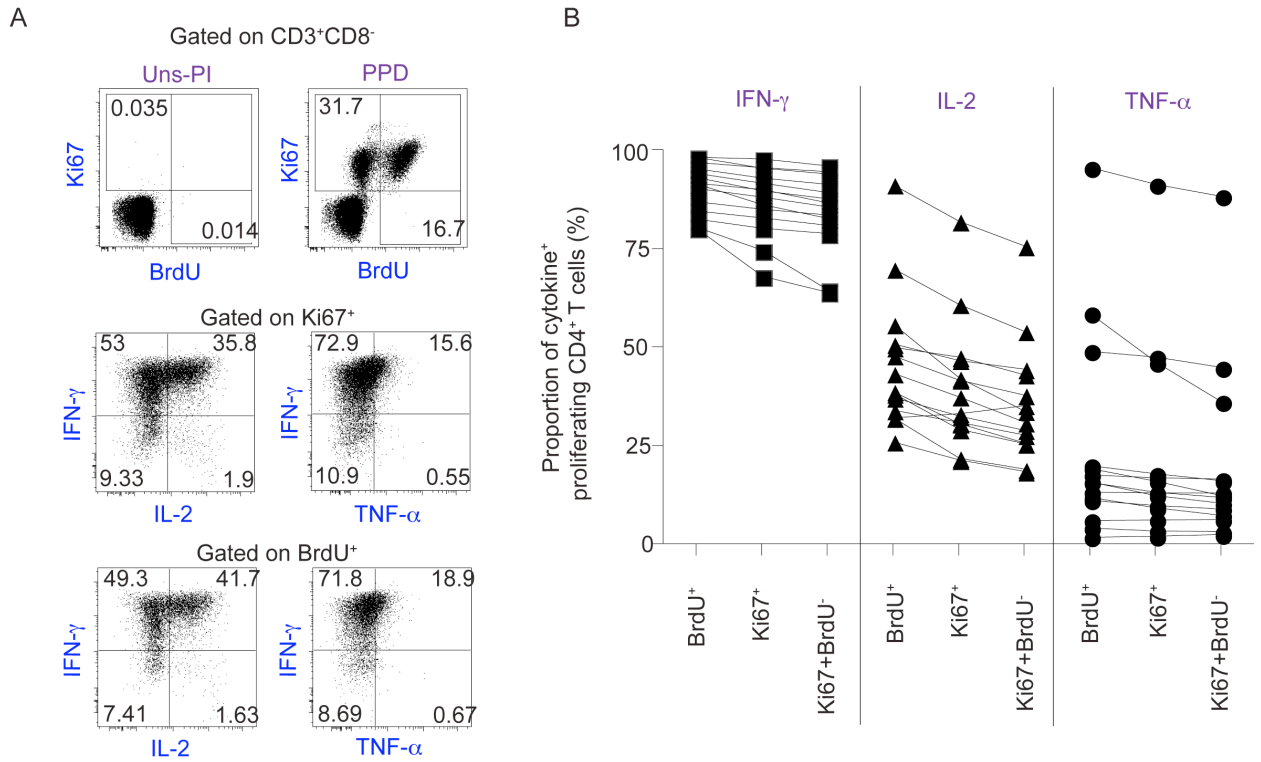 A
Gated on CD3⁺CD8⁻
Uns-PI
PPD
0.035
0.014
Ki67
BrdU
31.7
16.7
Ki67
BrdU
Gated on Ki67⁺
53
35.8
9.33
1.9
IFN-γ
IL-2
72.9
15.6
10.9
0.55
IFN-γ
TNF-α
Gated on BrdU⁺
49.3
41.7
7.41
1.63
IFN-γ
IL-2
71.8
18.9
8.69
0.67
IFN-γ
TNF-α
B
IFN-γ
IL-2
TNF-α
Proportion of cytokine⁺
proliferating CD4⁺ T cells (%)
100
75
50
25
0
BrdU⁺
Ki67⁺
Ki67+BrdU⁻
BrdU⁺
Ki67⁺
Ki67+BrdU⁻
BrdU⁺
Ki67⁺
Ki67+BrdU⁻